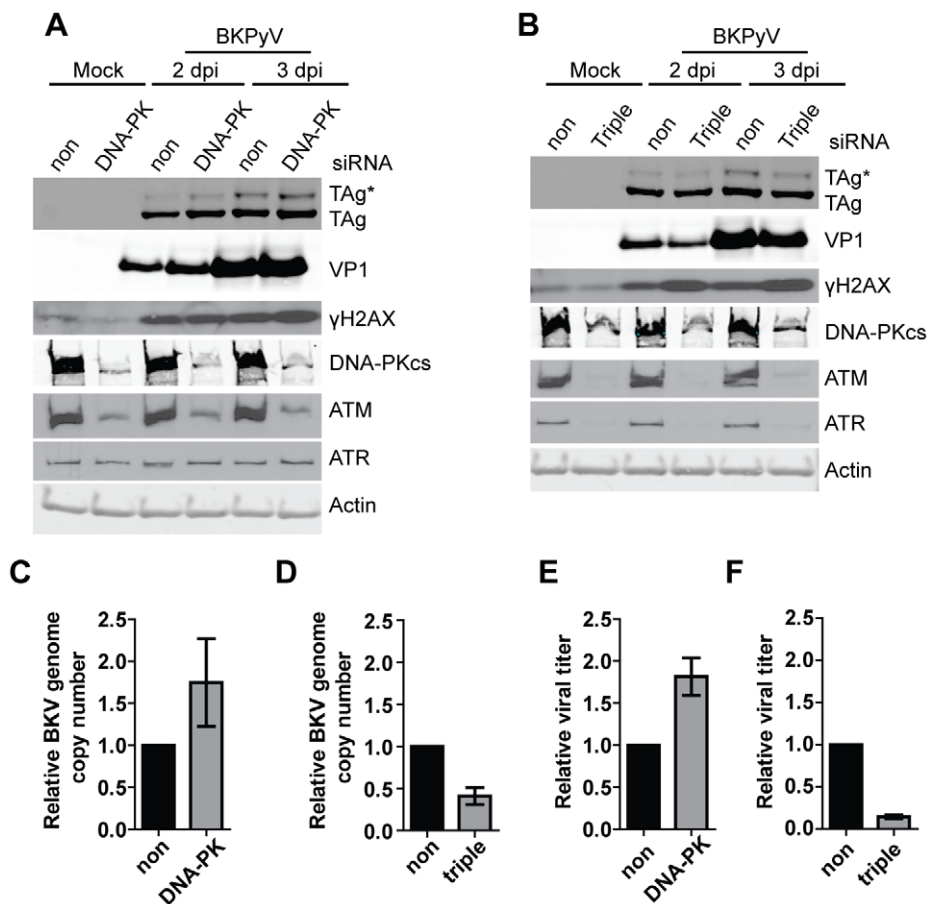 A
BKPyV
Mock 2 dpi 3 dpi
non DNA-PK non DNA-PK non DNA-PK siRNA
TAg*
TAg
VP1
γH2AX
DNA-PKcs
ATM
ATR
Actin
B
BKPyV
Mock 2 dpi 3 dpi
non Triple non Triple non Triple siRNA
TAg*
TAg
VP1
γH2AX
DNA-PKcs
ATM
ATR
Actin
C
Relative BKV genome
copy number
2.5
2.0
1.5
1.0
0.5
0.0
non DNA-PK
D
Relative BKV genome
copy number
2.5
2.0
1.5
1.0
0.5
0.0
non triple
E
Relative viral titer
2.5
2.0
1.5
1.0
0.5
0.0
non DNA-PK
F
Relative viral titer
2.5
2.0
1.5
1.0
0.5
0.0
non triple